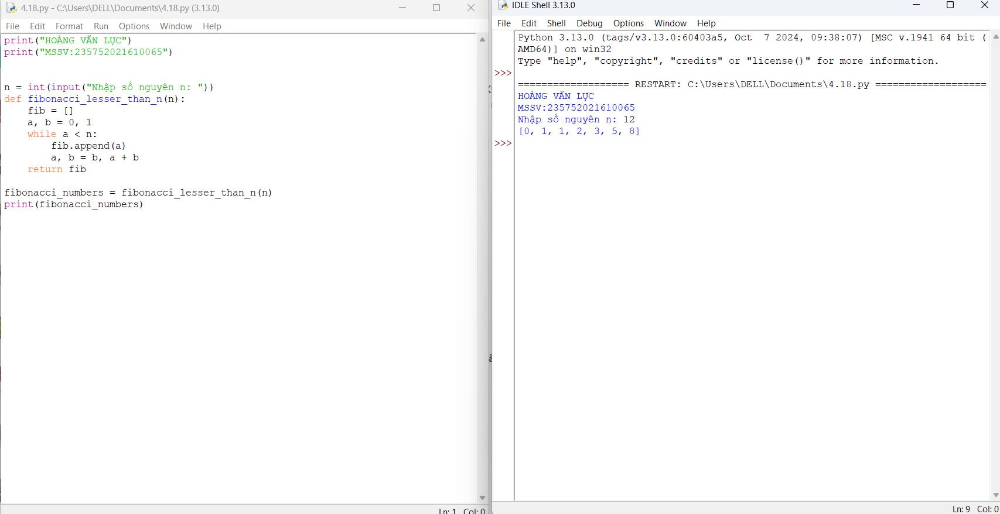 4.18.py - C:\Users\DELL\Documents\4.18.py (3.13.0)
File Edit Format Run Options Window Help
print("HOÀNG VĂN LỰC")
print("MSSV:235752021610065")
n = int(input("Nhập số nguyên n: "))
def fibonacci_lesser_than_n(n):
    fib = []
    a, b = 0, 1
    while a < n:
        fib.append(a)
        a, b = b, a + b
    return fib
fibonacci_numbers = fibonacci_lesser_than_n(n)
print(fibonacci_numbers)
Ln: 1 Col: 0
IDLE Shell 3.13.0
File Edit Shell Debug Options Window Help
Python 3.13.0 (tags/v3.13.0:60403a5, Oct  7 2024, 09:38:07) [MSC v.1941 64 bit (
AMD64)] on win32
Type "help", "copyright", "credits" or "license()" for more information.
>>>
=================== RESTART: C:\Users\DELL\Documents\4.18.py ===================
HOÀNG VĂN LỰC
MSSV:235752021610065
Nhập số nguyên n: 12
[0, 1, 1, 2, 3, 5, 8]
>>>
Ln: 9 Col: 0